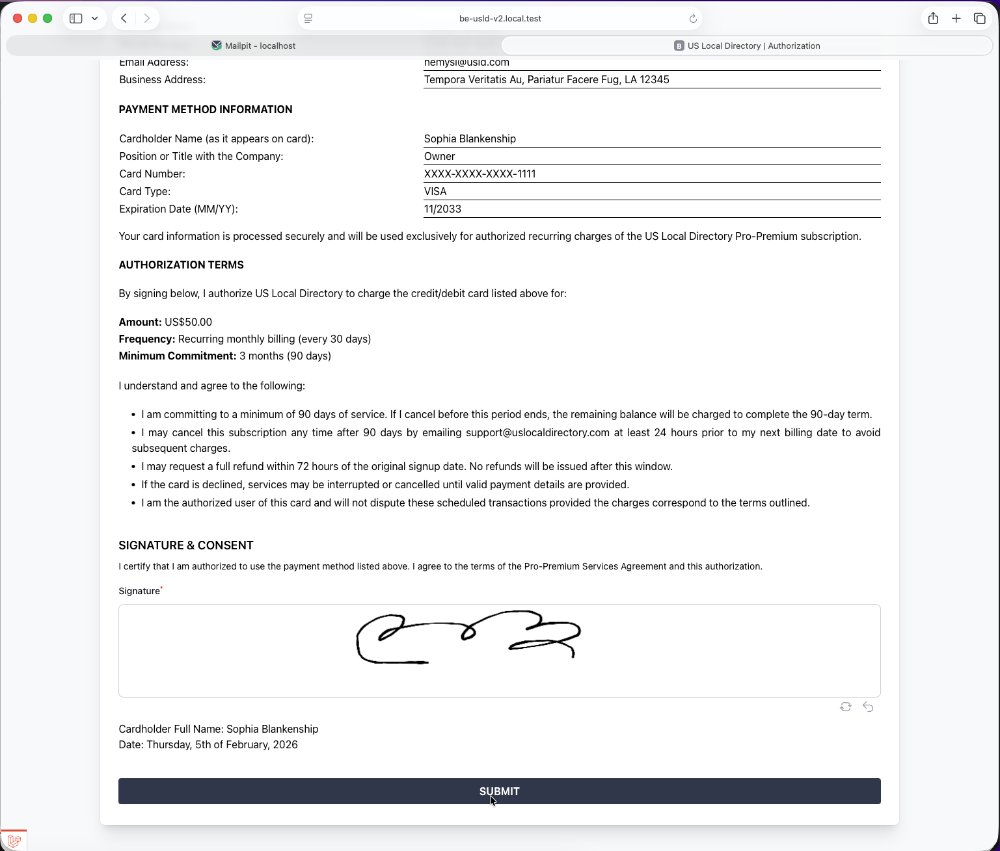 be-usld-v2.local.test
Mailpit - localhost
B US Local Directory | Authorization
Email Address: hemysi@usld.com
Business Address: Tempora Veritatis Au, Pariatur Facere Fug, LA 12345
PAYMENT METHOD INFORMATION
Cardholder Name (as it appears on card): Sophia Blankenship
Position or Title with the Company: Owner
Card Number: XXXX-XXXX-XXXX-1111
Card Type: VISA
Expiration Date (MM/YY): 11/2033
Your card information is processed securely and will be used exclusively for authorized recurring charges of the US Local Directory Pro-Premium subscription.
AUTHORIZATION TERMS
By signing below, I authorize US Local Directory to charge the credit/debit card listed above for:
Amount: US$50.00
Frequency: Recurring monthly billing (every 30 days)
Minimum Commitment: 3 months (90 days)
I understand and agree to the following:
• I am committing to a minimum of 90 days of service. If I cancel before this period ends, the remaining balance will be charged to complete the 90-day term.
• I may cancel this subscription any time after 90 days by emailing support@uslocaldirectory.com at least 24 hours prior to my next billing date to avoid
subsequent charges.
• I may request a full refund within 72 hours of the original signup date. No refunds will be issued after this window.
• If the card is declined, services may be interrupted or cancelled until valid payment details are provided.
• I am the authorized user of this card and will not dispute these scheduled transactions provided the charges correspond to the terms outlined.
SIGNATURE & CONSENT
I certify that I am authorized to use the payment method listed above. I agree to the terms of the Pro-Premium Services Agreement and this authorization.
Signature*
Cardholder Full Name: Sophia Blankenship
Date: Thursday, 5th of February, 2026
SUBMIT